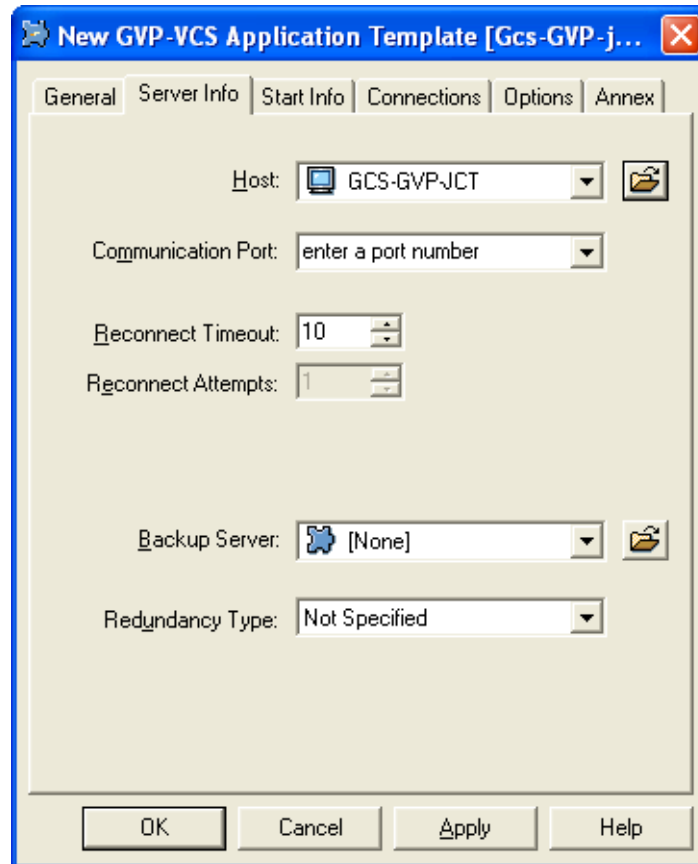 New GVP-VCS Application Template [Gcs-GVP-j...
General Server Info Start Info Connections Options Annex
Host: GCS-GVP-JCT
Communication Port: enter a port number
Reconnect Timeout: 10
Reconnect Attempts: 1
Backup Server: [None]
Redundancy Type: Not Specified
OK Cancel Apply Help